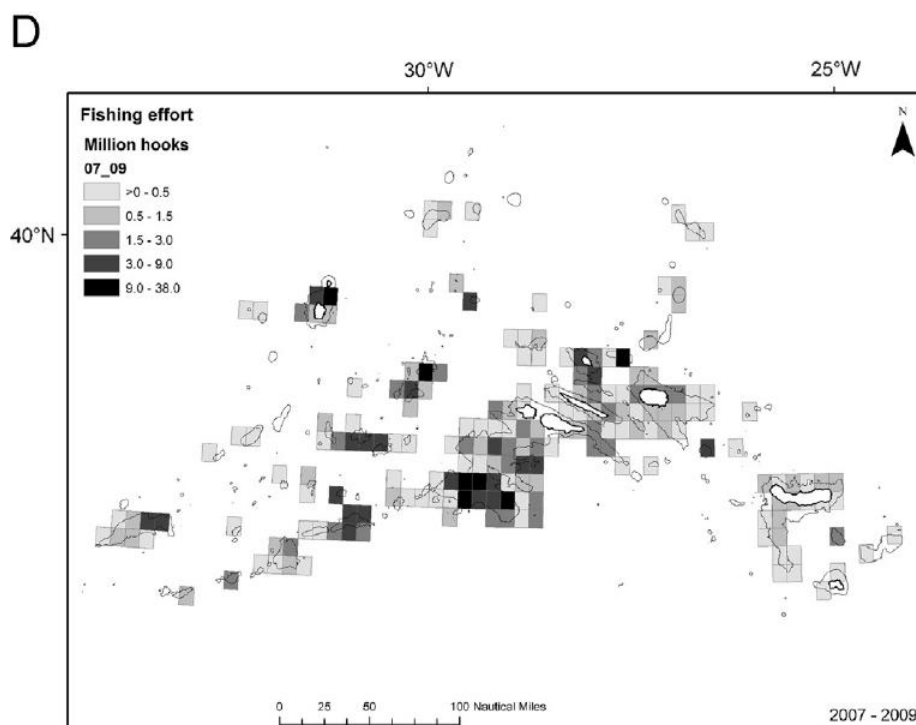 D
30°W
25°W
Fishing effort
Million hooks
07_09
>0 - 0.5
0.5 - 1.5
1.5 - 3.0
3.0 - 9.0
9.0 - 38.0
N
40°N
0 25 50 100 Nautical Miles
2007 - 2009